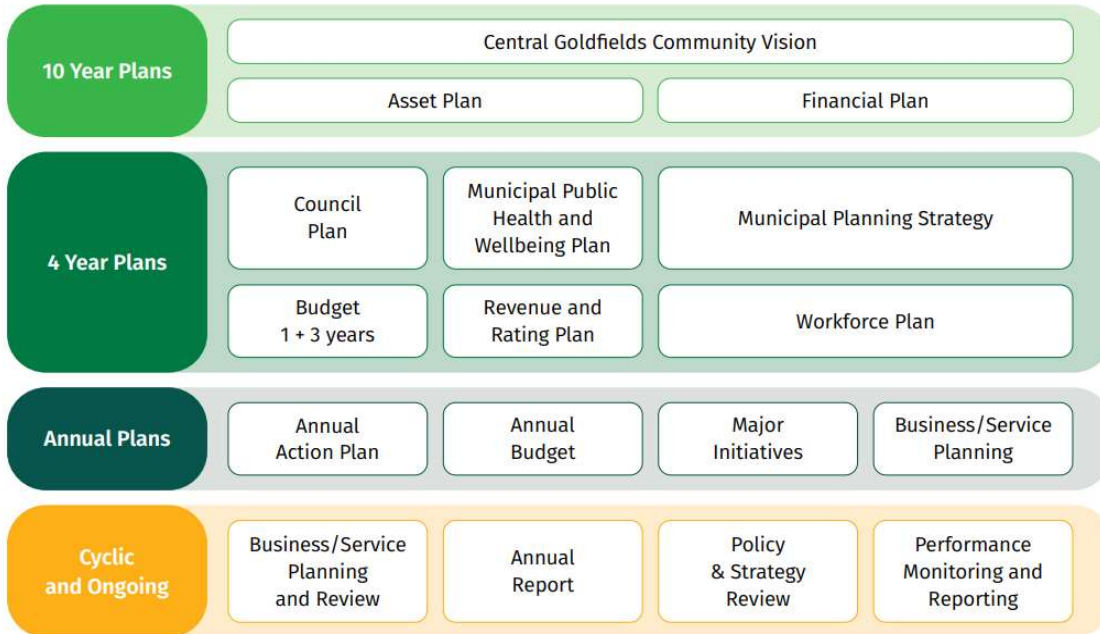 10 Year Plans
Central Goldfields Community Vision
Asset Plan
Financial Plan
4 Year Plans
Council
Plan
Municipal Public
Health and
Wellbeing Plan
Municipal Planning Strategy
Budget
1 + 3 years
Revenue and
Rating Plan
Workforce Plan
Annual Plans
Annual
Action Plan
Annual
Budget
Major
Initiatives
Business/Service
Planning
Cyclic
and Ongoing
Business/Service
Planning
and Review
Annual
Report
Policy
& Strategy
Review
Performance
Monitoring and
Reporting